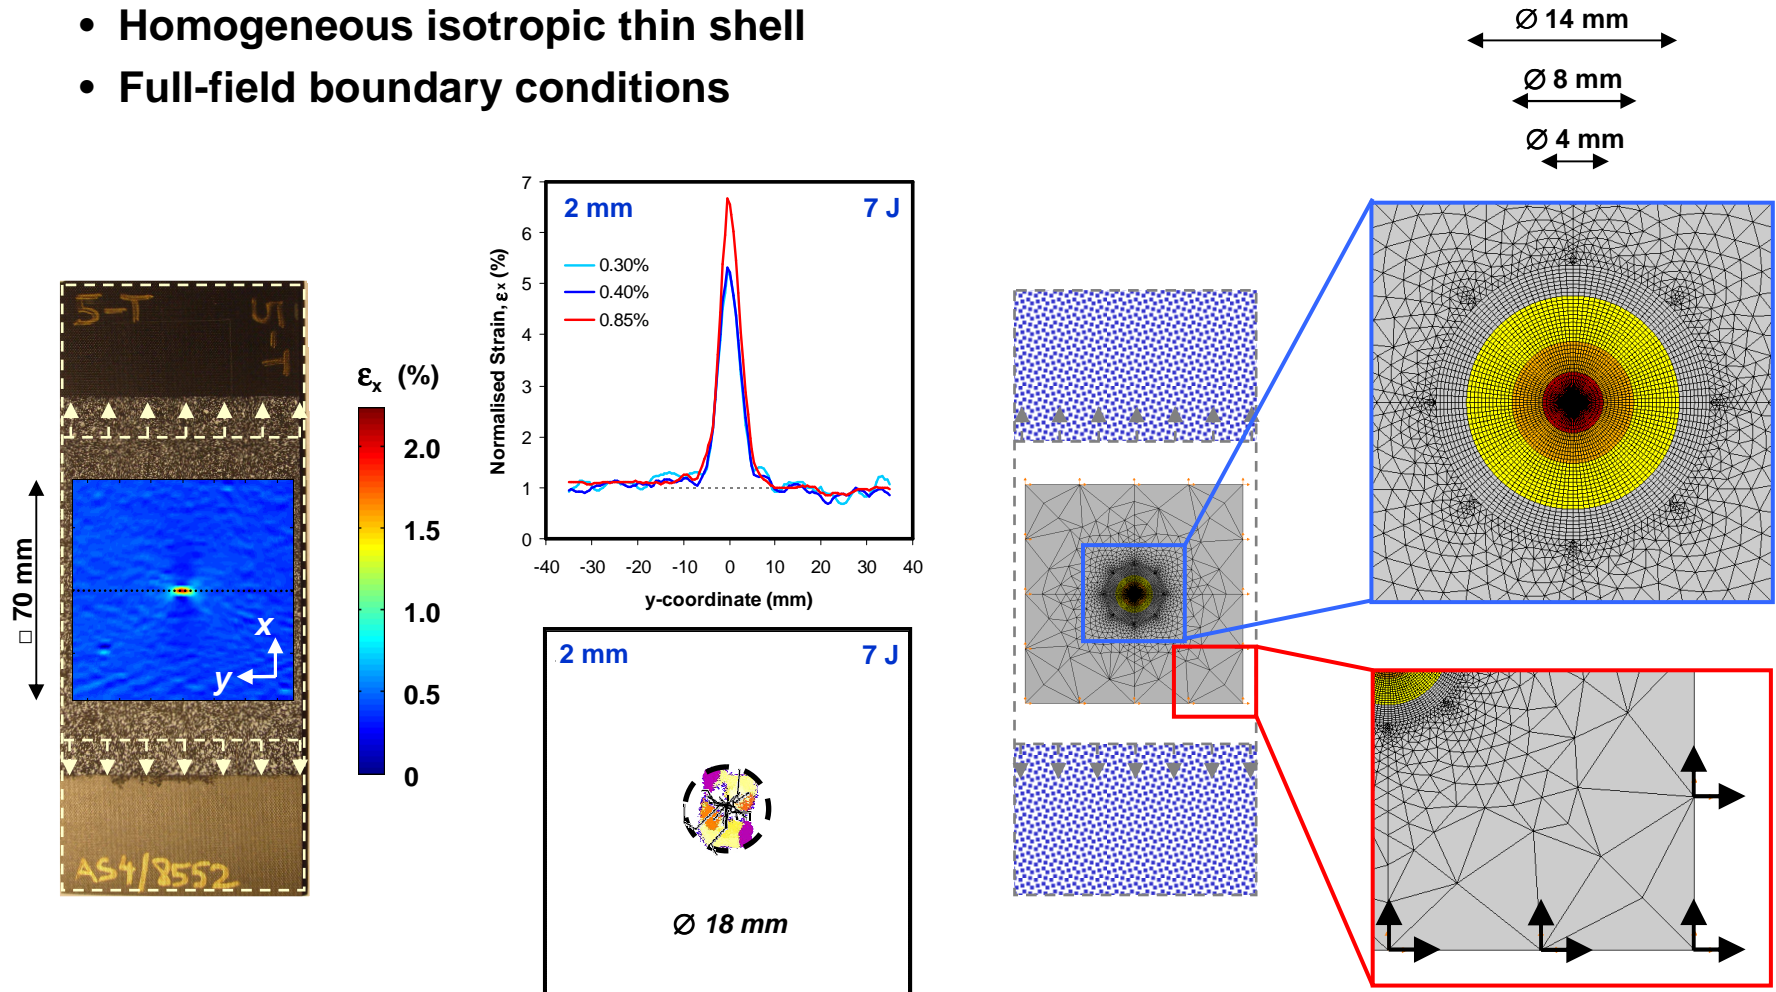 • Homogeneous isotropic thin shell
• Full-field boundary conditions
Ø 14 mm
Ø 8 mm
Ø 4 mm
5-T
εx (%)
2.0
1.5
1.0
0.5
0
□ 70 mm
x
y
AS4/8552
Normalised Strain, εx (%)
7
6
5
4
3
2
1
0
2 mm
7 J
0.30%
0.40%
0.85%
-40 -30 -20 -10 0 10 20 30 40
y-coordinate (mm)
2 mm
7 J
Ø 18 mm